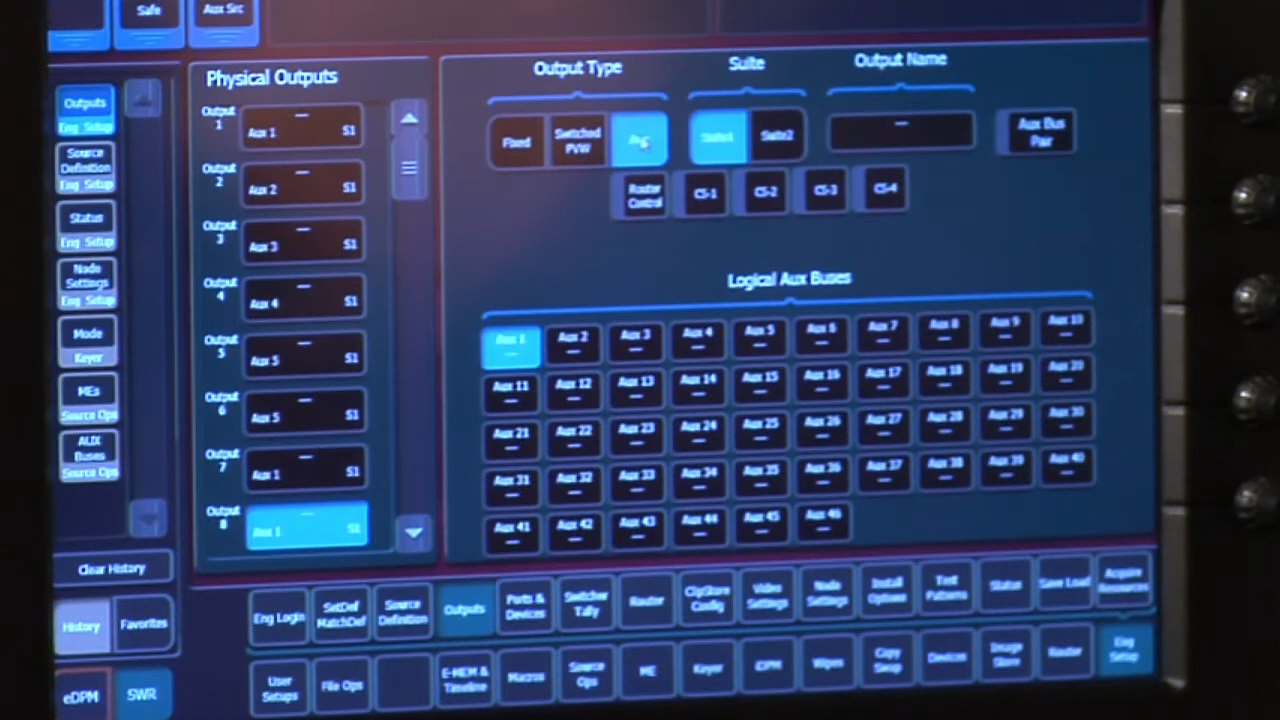 Safe
Aux Src
Outputs
Eng Setup
Source
Definition
Eng Setup
Status
Eng Setup
Node
Settings
Eng Setup
Mode
Keyer
MEs
Source Ops
AUX
Buses
Source Ops
Clear History
History
Favorites
eDPM
SWR
Physical Outputs
Output
1
Aux 1 S1
Output
2
Aux 2 S1
Output
3
Aux 3 S1
Output
4
Aux 4 S1
Output
5
Aux 5 S1
Output
6
Aux 5 S1
Output
7
Aux 1 S1
Output
8
Aux 1 S1
Output Type
Suite
Output Name
Fixed
Switched
PVW
Aux
Suite1
Suite2
Aux Bus
Pair
Router
Control
CS-1
CS-2
CS-3
CS-4
Logical Aux Buses
Aux 1 Aux 2 Aux 3 Aux 4 Aux 5 Aux 6 Aux 7 Aux 8 Aux 9 Aux 10
Aux 11 Aux 12 Aux 13 Aux 14 Aux 15 Aux 16 Aux 17 Aux 18 Aux 19 Aux 20
Aux 21 Aux 22 Aux 23 Aux 24 Aux 25 Aux 26 Aux 27 Aux 28 Aux 29 Aux 30
Aux 31 Aux 32 Aux 33 Aux 34 Aux 35 Aux 36 Aux 37 Aux 38 Aux 39 Aux 40
Aux 41 Aux 42 Aux 43 Aux 44 Aux 45 Aux 46
Eng Login
SetDef
MatchDef
Source
Definition
Outputs
Ports &
Devices
Switcher
Tally
Router
ClipStore
Config
Video
Settings
Node
Settings
Install
Options
Test
Patterns
Status
Save Load
Acquire
Resources
User
Setups
File Ops
E-MEM &
Timeline
Macros
Source
Ops
ME
Keyer
iDPM
Wipes
Copy
Swap
Devices
Image
Store
Router
Eng
Setup